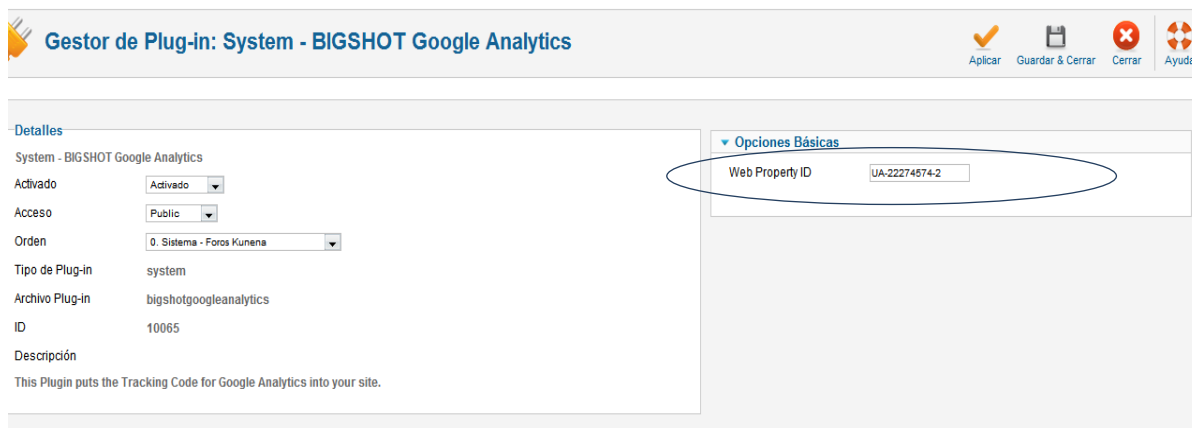 Gestor de Plug-in: System - BIGSHOT Google Analytics
Aplicar Guardar & Cerrar Cerrar Ayuda
Detalles
System - BIGSHOT Google Analytics
Activado Activado
Acceso Public
Orden 0. Sistema - Foros Kunena
Tipo de Plug-in system
Archivo Plug-in bigshotgoogleanalytics
ID 10065
Descripción
This Plugin puts the Tracking Code for Google Analytics into your site.
Opciones Básicas
Web Property ID UA-22274574-2